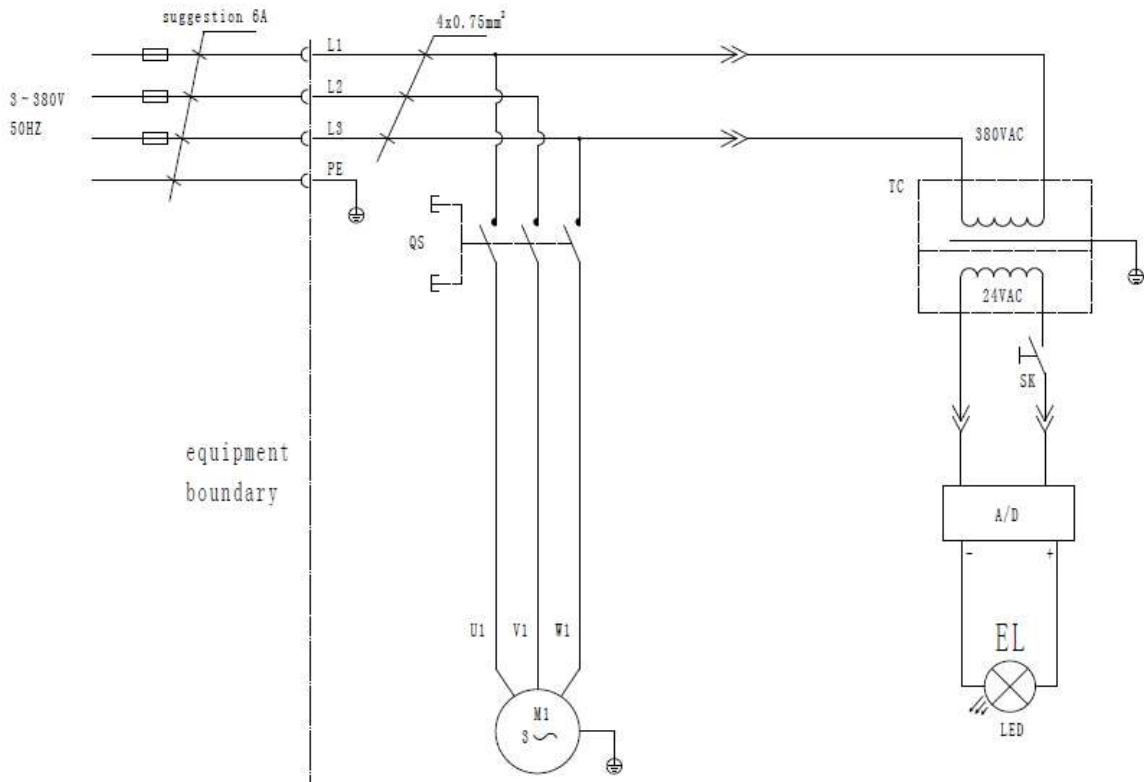 suggestion 6A
4x0.75mm²
L1
L2
3~380V
50HZ
L3
PE
380VAC
TC
QS
24VAC
SK
equipment
boundary
A/D
- +
U1 V1 W1
EL
M1
3~
LED